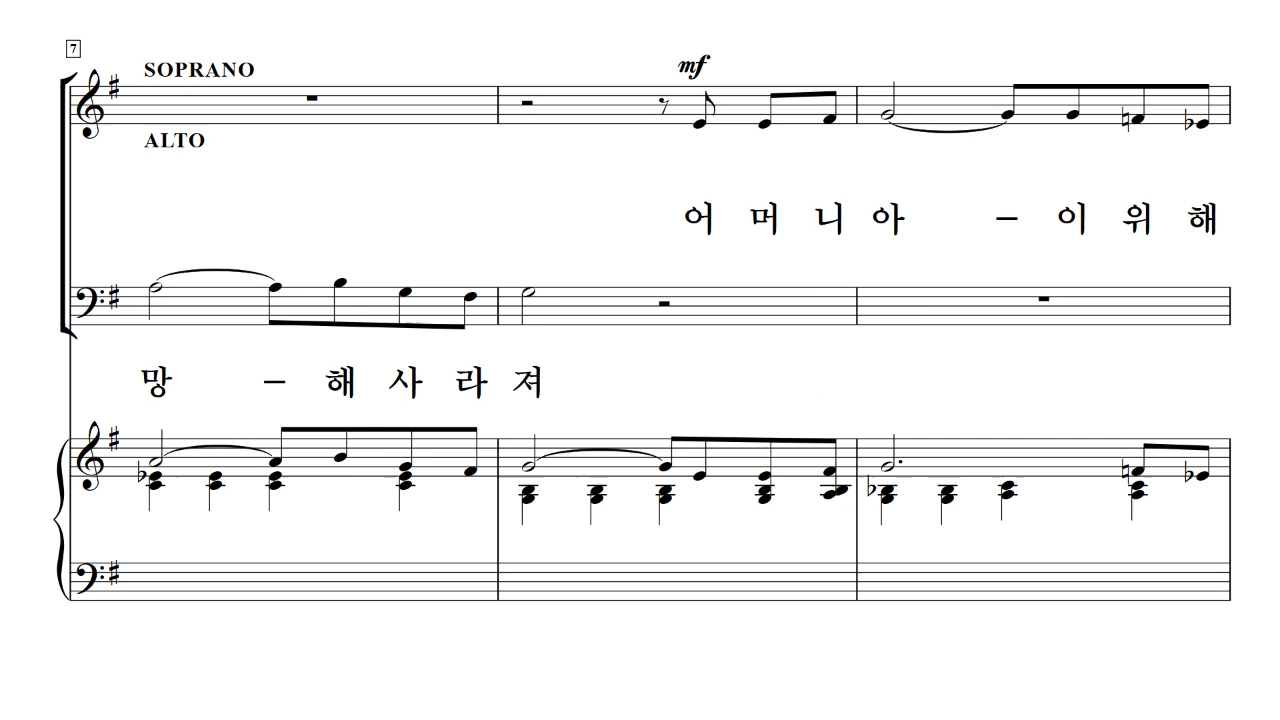 7
SOPRANO
mf
ALTO
어 머 니 아 – 이 위 해
망 – 해 사 라 져